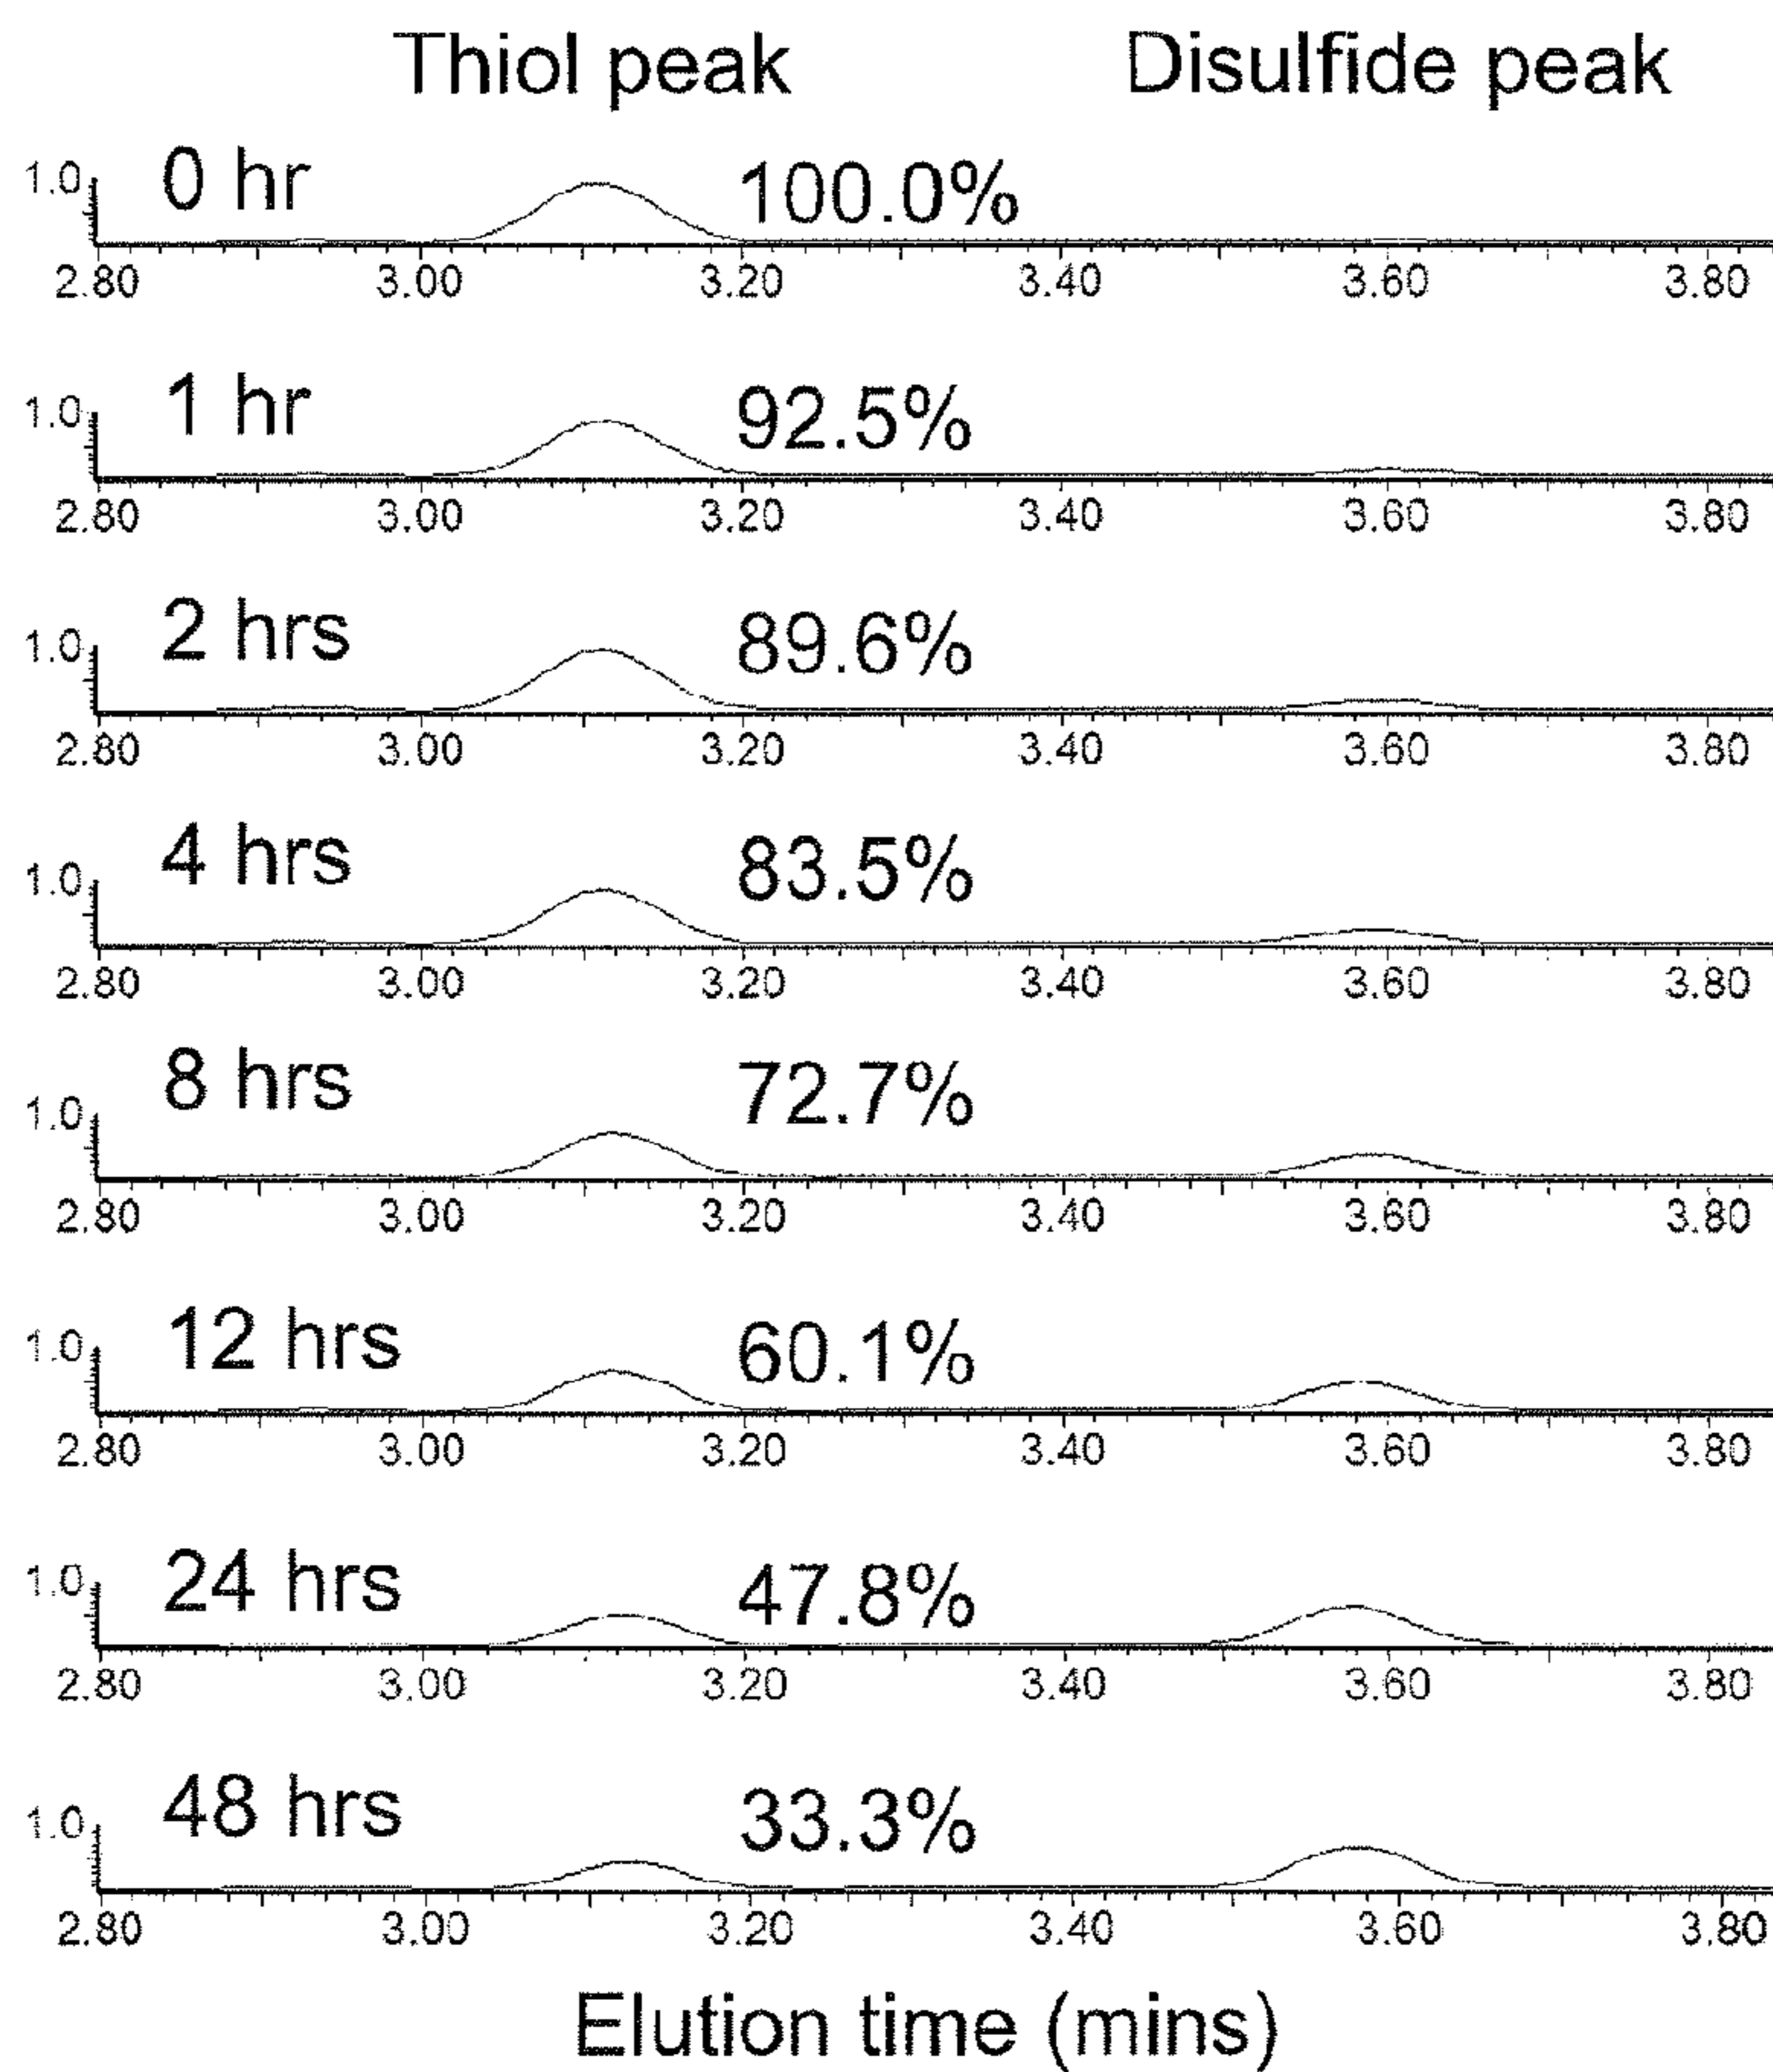 Thiol peak Disulfide peak
1.0 0 hr 100.0%
2.80 3.00 3.20 3.40 3.60 3.80
1.0 1 hr 92.5%
2.80 3.00 3.20 3.40 3.60 3.80
1.0 2 hrs 89.6%
2.80 3.00 3.20 3.40 3.60 3.80
1.0 4 hrs 83.5%
2.80 3.00 3.20 3.40 3.60 3.80
1.0 8 hrs 72.7%
2.80 3.00 3.20 3.40 3.60 3.80
1.0 12 hrs 60.1%
2.80 3.00 3.20 3.40 3.60 3.80
1.0 24 hrs 47.8%
2.80 3.00 3.20 3.40 3.60 3.80
1.0 48 hrs 33.3%
2.80 3.00 3.20 3.40 3.60 3.80
Elution time (mins)